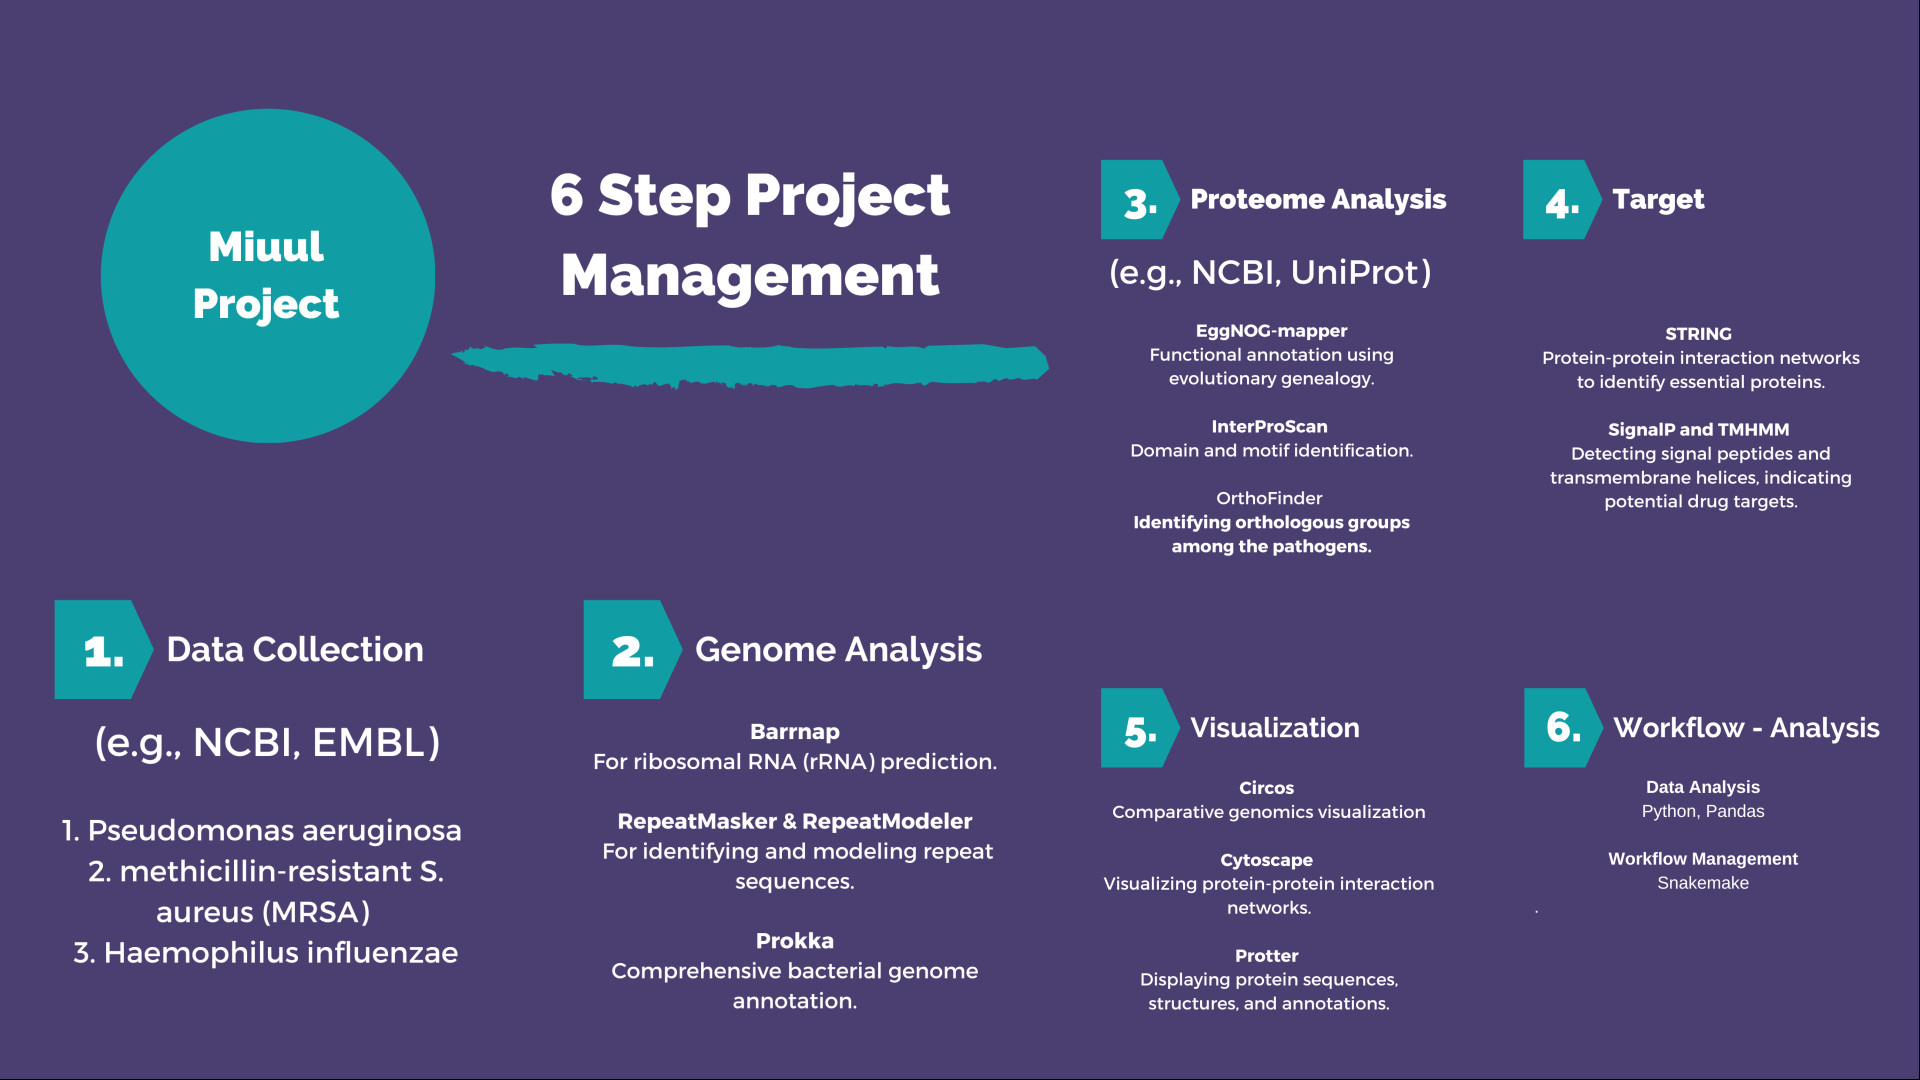 Miuul
Project
6 Step Project
Management
1.
Data Collection
(e.g., NCBI, EMBL)
1. Pseudomonas aeruginosa
2. methicillin-resistant S.
aureus (MRSA)
3. Haemophilus influenzae
2.
Genome Analysis
Barrnap
For ribosomal RNA (rRNA) prediction.
RepeatMasker & RepeatModeler
For identifying and modeling repeat
sequences.
Prokka
Comprehensive bacterial genome
annotation.
3.
Proteome Analysis
(e.g., NCBI, UniProt)
EggNOG-mapper
Functional annotation using
evolutionary genealogy.
InterProScan
Domain and motif identification.
OrthoFinder
Identifying orthologous groups
among the pathogens.
4.
Target
STRING
Protein-protein interaction networks
to identify essential proteins.
SignalP and TMHMM
Detecting signal peptides and
transmembrane helices, indicating
potential drug targets.
5.
Visualization
Circos
Comparative genomics visualization
Cytoscape
Visualizing protein-protein interaction
networks.
Protter
Displaying protein sequences,
structures, and annotations.
6.
Workflow - Analysis
Data Analysis
Python, Pandas
Workflow Management
Snakemake
.